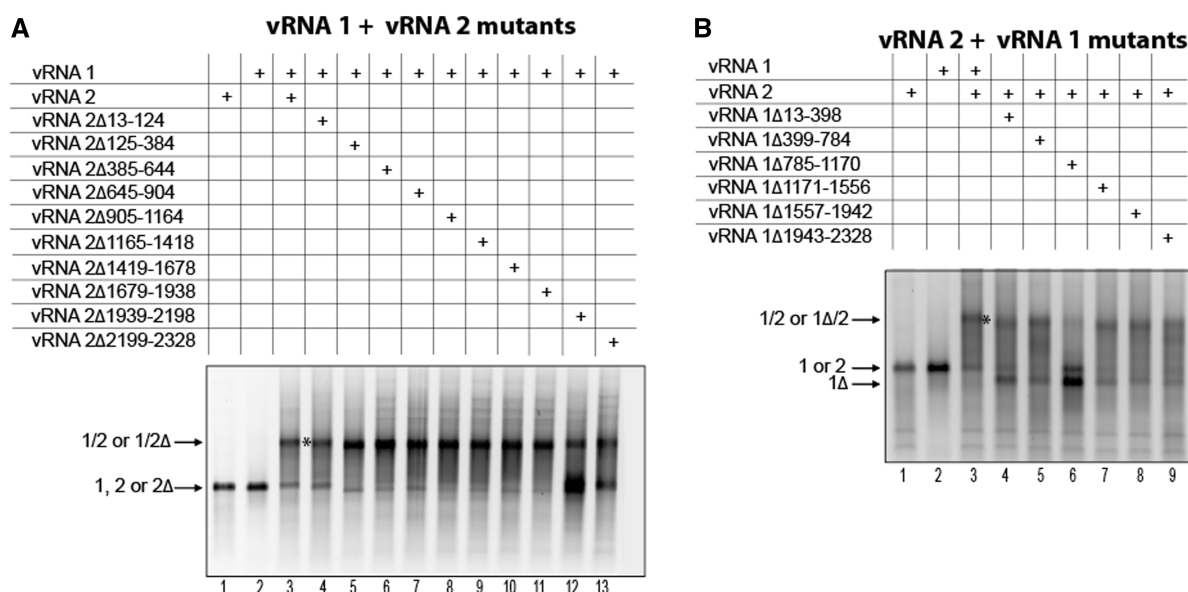 A
vRNA 1 + vRNA 2 mutants
vRNA 1 + + + + + + + + + + + +
vRNA 2 + +
vRNA 2Δ13-124 +
vRNA 2Δ125-384 +
vRNA 2Δ385-644 +
vRNA 2Δ645-904 +
vRNA 2Δ905-1164 +
vRNA 2Δ1165-1418 +
vRNA 2Δ1419-1678 +
vRNA 2Δ1679-1938 +
vRNA 2Δ1939-2198 +
vRNA 2Δ2199-2328 +
1/2 or 1/2Δ *
1, 2 or 2Δ
1 2 3 4 5 6 7 8 9 10 11 12 13
B
vRNA 2 + vRNA 1 mutants
vRNA 1 + +
vRNA 2 + + + + + + + +
vRNA 1Δ13-398 +
vRNA 1Δ399-784 +
vRNA 1Δ785-1170 +
vRNA 1Δ1171-1556 +
vRNA 1Δ1557-1942 +
vRNA 1Δ1943-2328 +
1/2 or 1Δ/2 *
1 or 2
1Δ
1 2 3 4 5 6 7 8 9